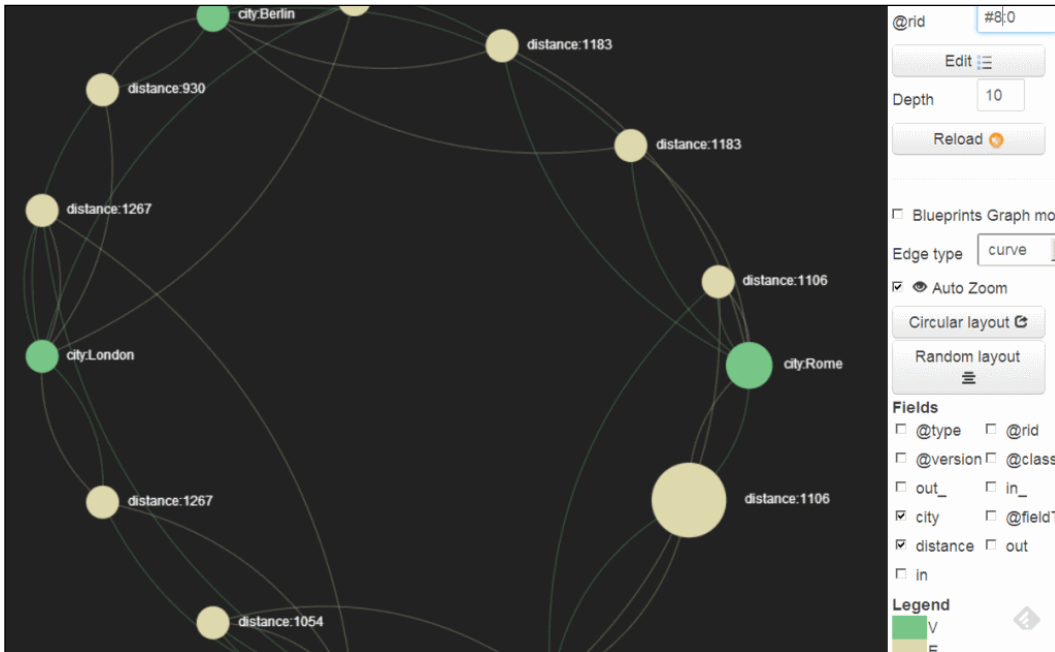 city:Berlin
distance:1183
distance:930
distance:1183
distance:1267
distance:1106
city:London
city:Rome
distance:1267
distance:1106
distance:1054
@rid #8:0
Edit
Depth 10
Reload
Blueprints Graph mo
Edge type curve
Auto Zoom
Circular layout
Random layout
Fields
@type @rid
@version @class
out_ in_
city @fieldT
distance out
in
Legend
V
E